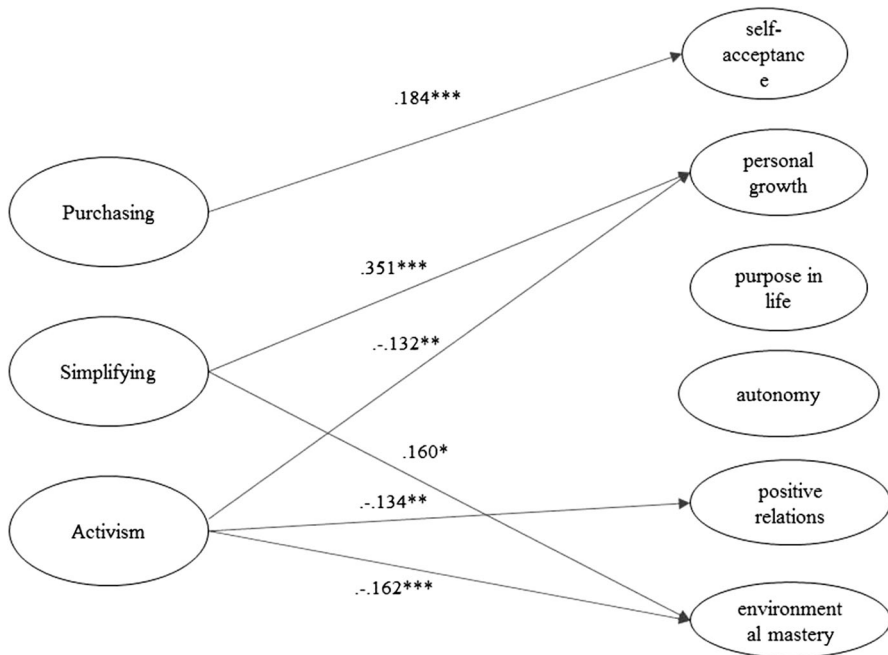 self-
acceptanc
e
.184***
personal
growth
Purchasing
.351***
purpose in
life
.-.132**
Simplifying
autonomy
.160*
positive
relations
.-.134**
Activism
.-.162***
environment
al mastery